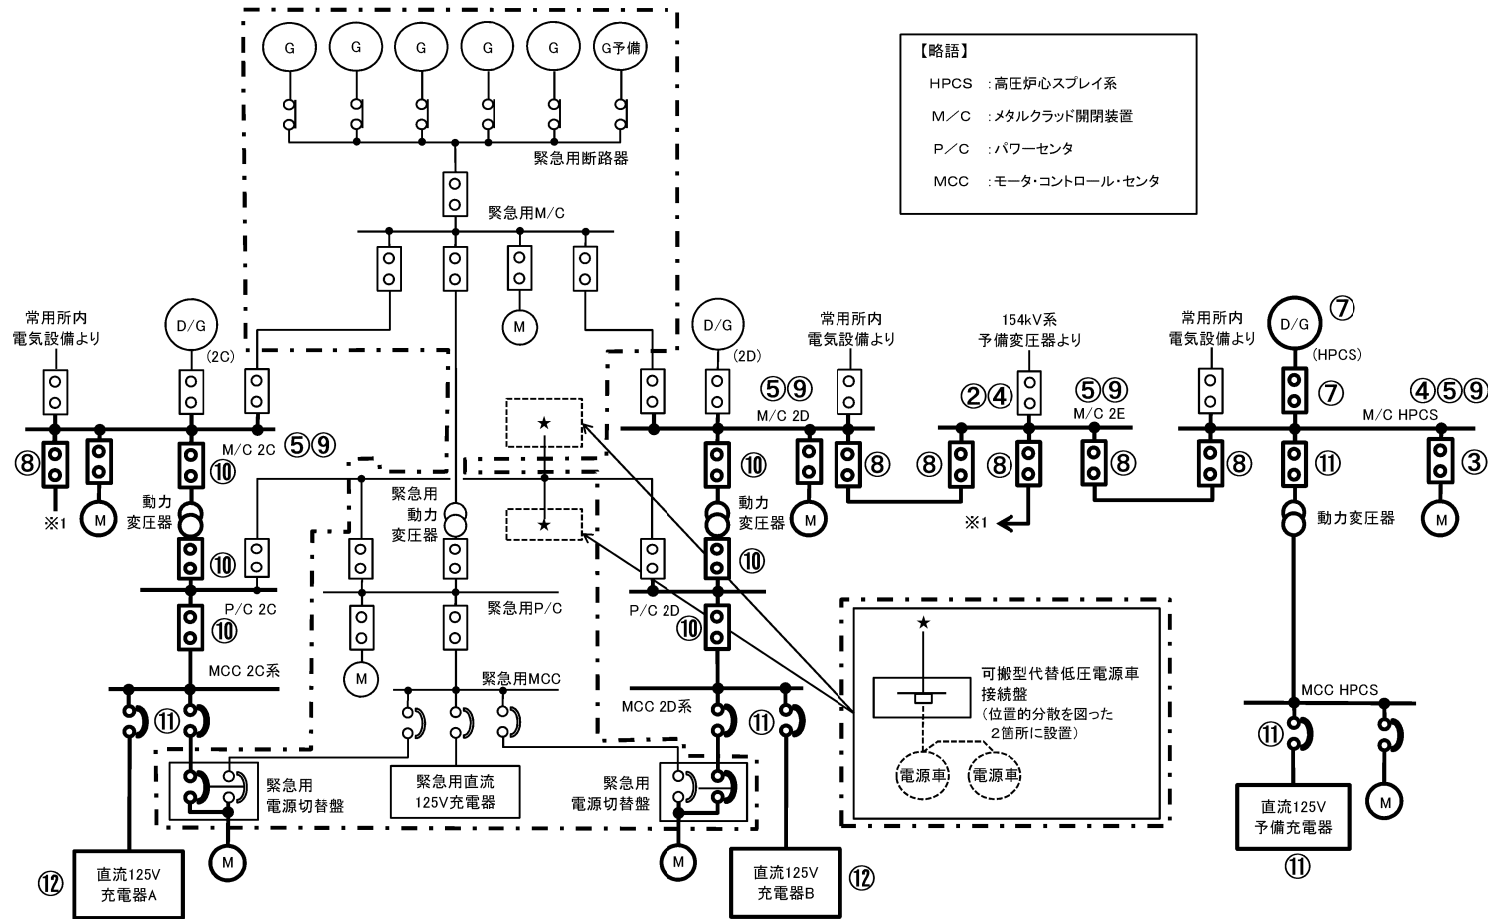 G
G
G
G
G
G予備
緊急用断路器
緊急用M/C
M
【略語】
HPCS ：高圧炉心スプレイ系
M／C ：メタルクラッド開閉装置
P／C ：パワーセンタ
MCC ：モータ・コントロール・センタ
常用所内
電気設備より
D/G
(2C)
D/G
(2D)
常用所内
電気設備より
154kV系
予備変圧器より
常用所内
電気設備より
D/G
⑦
(HPCS)
⑦
⑤⑨
M/C 2D
②④
⑤⑨
M/C 2E
④⑤⑨
M/C HPCS
M/C 2C
⑤⑨
⑧
⑩
★
⑩
⑧
⑧
⑧
⑧
⑧
⑪
③
※1
M
動力
変圧器
緊急用
動力
変圧器
★
動力
変圧器
M
※1
動力変圧器
M
⑩
⑩
P/C 2C
緊急用P/C
P/C 2D
⑩
⑩
M
MCC 2C系
緊急用MCC
MCC 2D系
⑪
⑪
★
可搬型代替低圧電源車
接続盤
(位置的分散を図った
２箇所に設置)
電源車
電源車
MCC HPCS
⑪
緊急用
電源切替盤
緊急用直流
125V充電器
緊急用
電源切替盤
M
直流125V
予備充電器
⑪
M
M
⑫
直流125V
充電器A
直流125V
充電器B
⑫